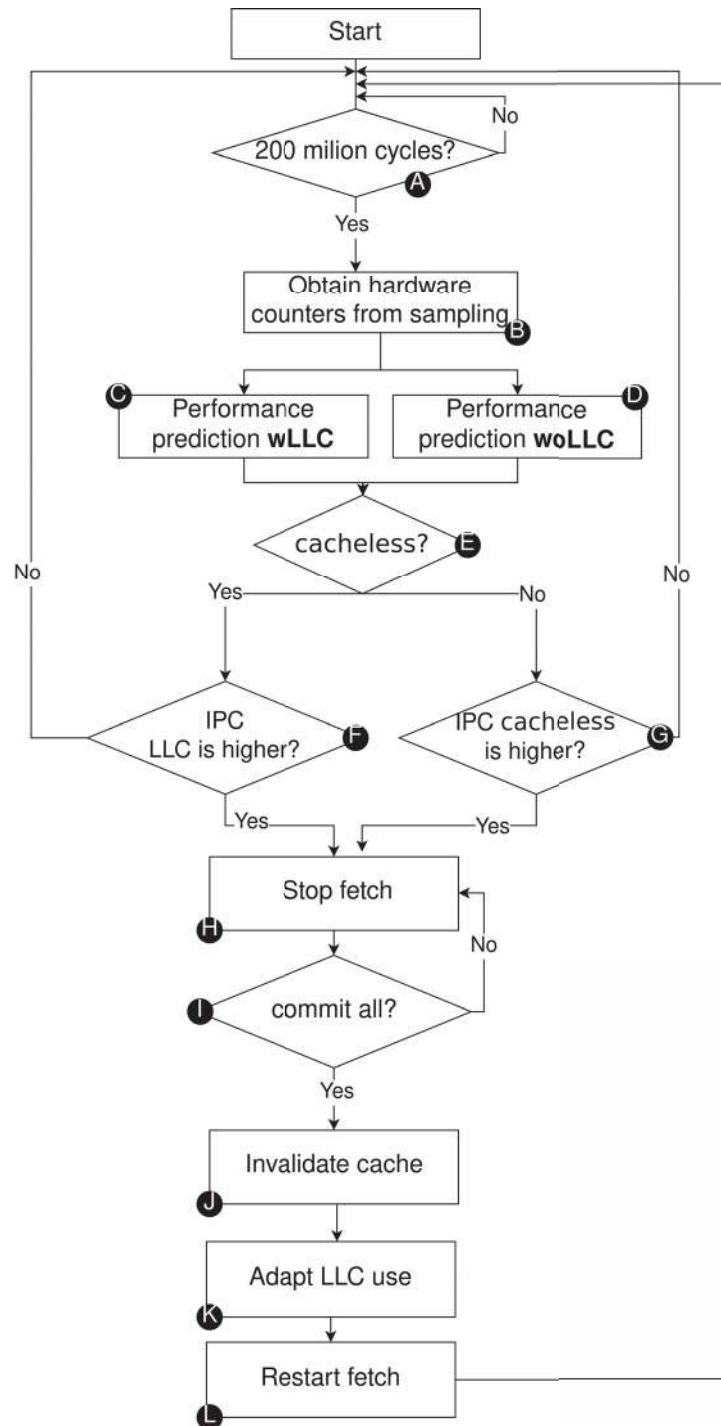 Start
No
200 milion cycles?
A
Yes
Obtain hardware
counters from sampling
B
C
D
Performance
prediction wLLC
Performance
prediction woLLC
cacheless?
E
No
Yes
No
No
IPC
LLC is higher?
F
IPC cacheless
is higher?
G
Yes
Yes
Stop fetch
H
No
I
commit all?
Yes
Invalidate cache
J
Adapt LLC use
K
Restart fetch
L